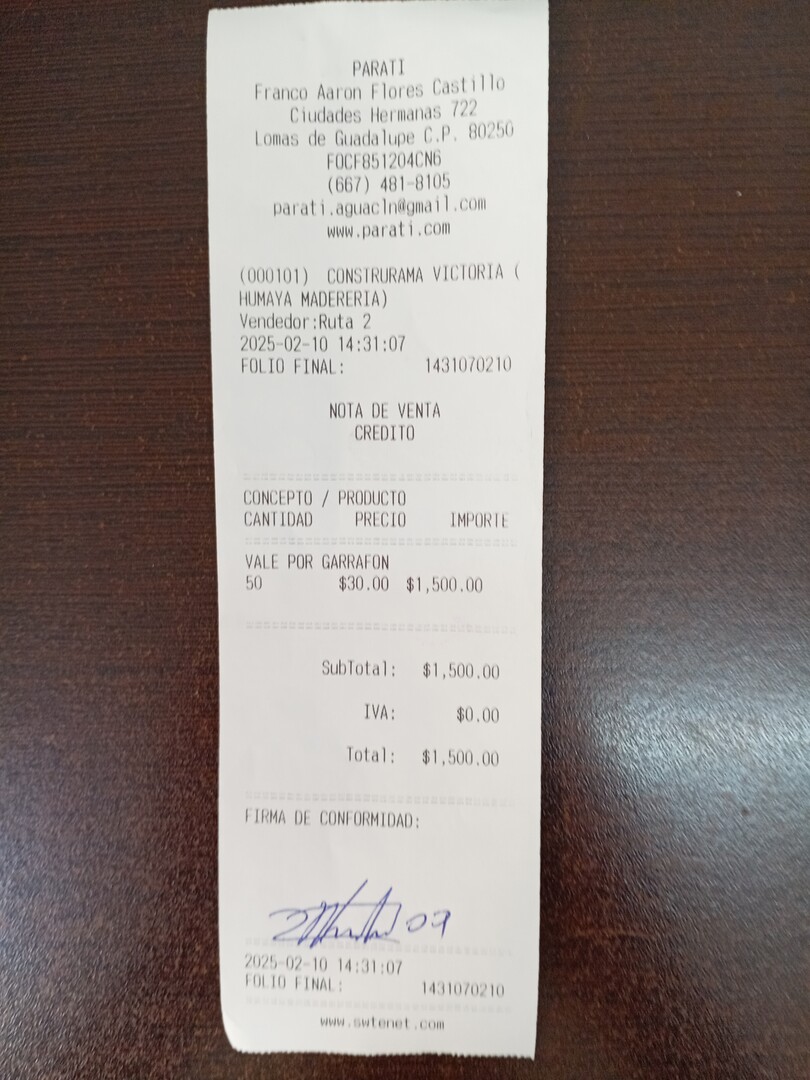 PARATI
Franco Aaron Flores Castillo
Ciudades Hermanas 722
Lomas de Guadalupe C.P. 80250
FOCF851204CN6
(667) 481-8105
parati.aguacln@gmail.com
www.parati.com
(000101) CONSTRURAMA VICTORIA (
HUMAYA MADERERIA)
Vendedor:Ruta 2
2025-02-10 14:31:07
FOLIO FINAL: 1431070210
NOTA DE VENTA
CREDITO
CONCEPTO / PRODUCTO
CANTIDAD PRECIO IMPORTE
VALE POR GARRAFON
50 $30.00 $1,500.00
SubTotal: $1,500.00
IVA: $0.00
Total: $1,500.00
FIRMA DE CONFORMIDAD:
2025-02-10 14:31:07
FOLIO FINAL: 1431070210
www.swtenet.com